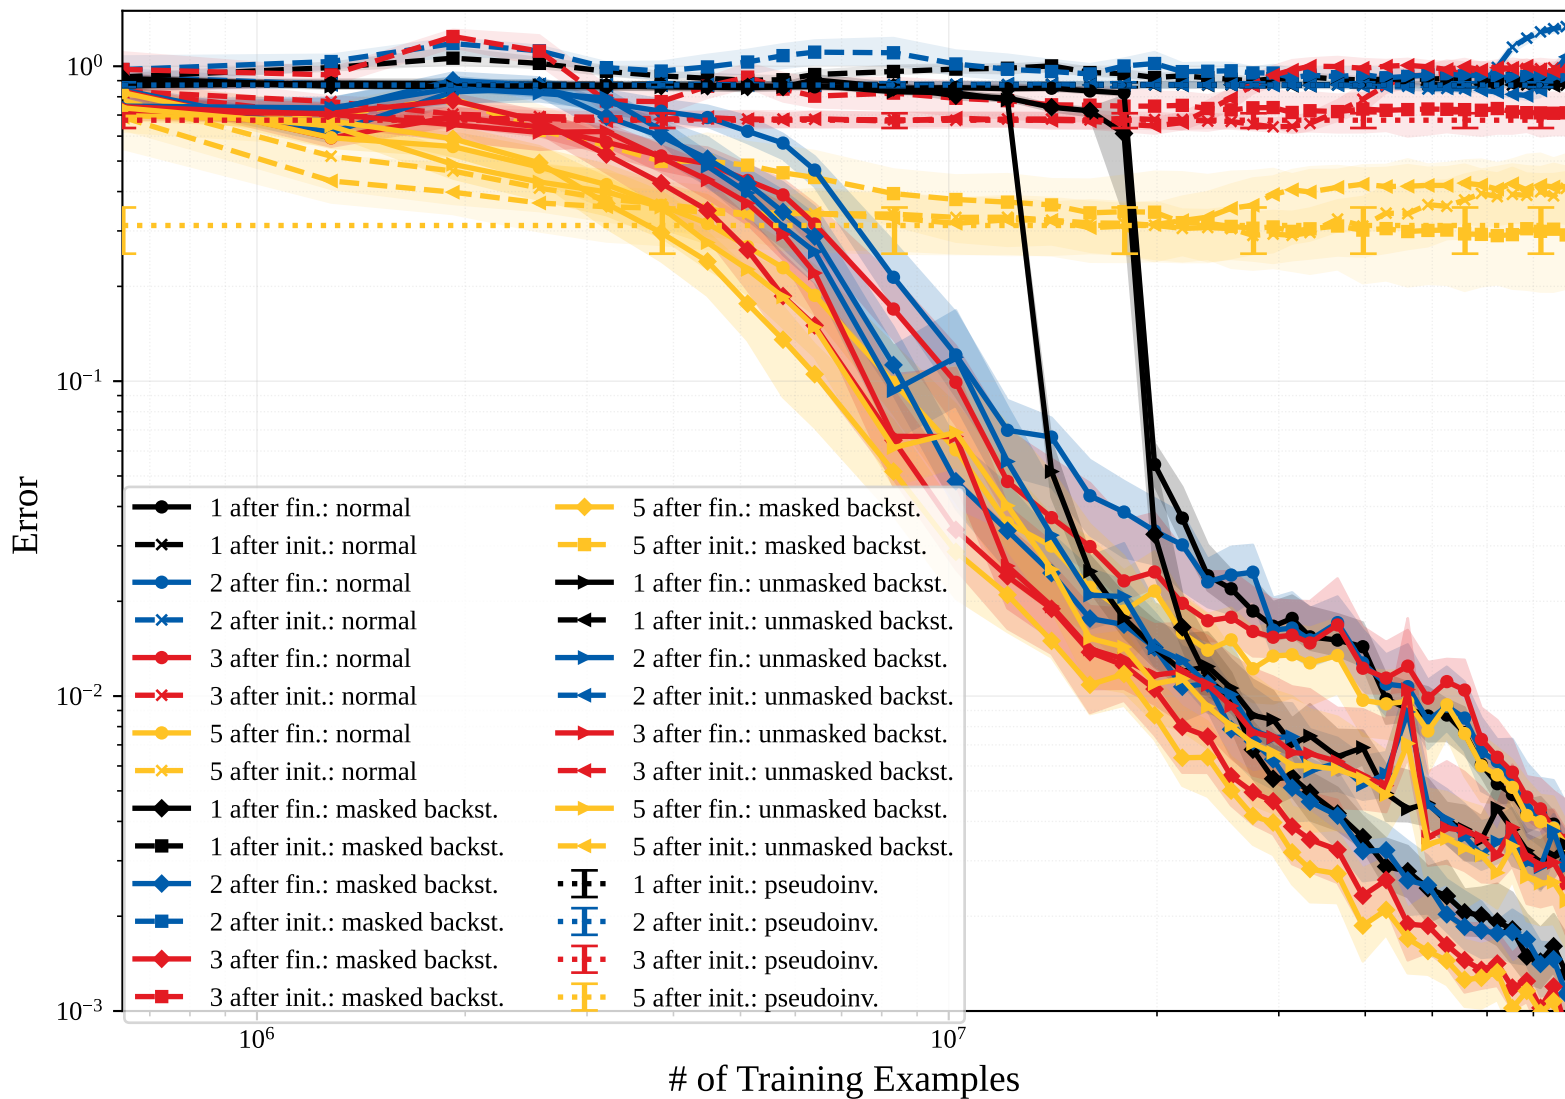 10⁰
10⁻¹
10⁻²
10⁻³
Error
1 after fin.: normal
1 after init.: normal
2 after fin.: normal
2 after init.: normal
3 after fin.: normal
3 after init.: normal
5 after fin.: normal
5 after init.: normal
1 after fin.: masked backst.
1 after init.: masked backst.
2 after fin.: masked backst.
2 after init.: masked backst.
3 after fin.: masked backst.
3 after init.: masked backst.
5 after fin.: masked backst.
5 after init.: masked backst.
1 after fin.: unmasked backst.
1 after init.: unmasked backst.
2 after fin.: unmasked backst.
2 after init.: unmasked backst.
3 after fin.: unmasked backst.
3 after init.: unmasked backst.
5 after fin.: unmasked backst.
5 after init.: unmasked backst.
1 after init.: pseudoinv.
2 after init.: pseudoinv.
3 after init.: pseudoinv.
5 after init.: pseudoinv.
10⁶
10⁷
# of Training Examples